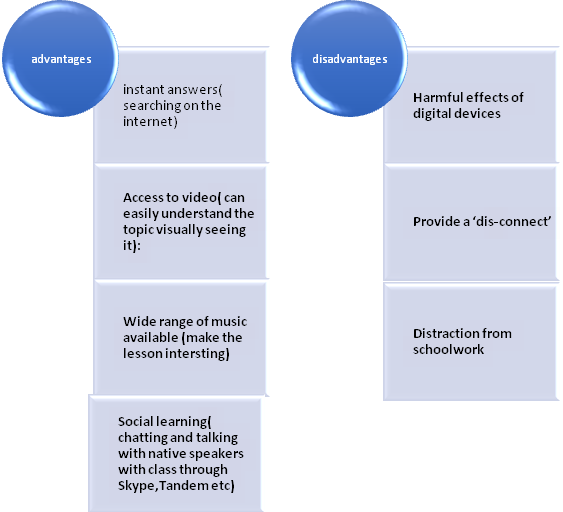 advantages
instant answers(
searching on the
internet)
Access to video( can
easily understand the
topic visually seeing
it):
Wide range of music
available (make the
lesson intersting)
Social learning(
chatting and talking
with native speakers
with class through
Skype,Tandem etc)
disadvantages
Harmful effects of
digital devices
Provide a ‘dis-connect’
Distraction from
schoolwork